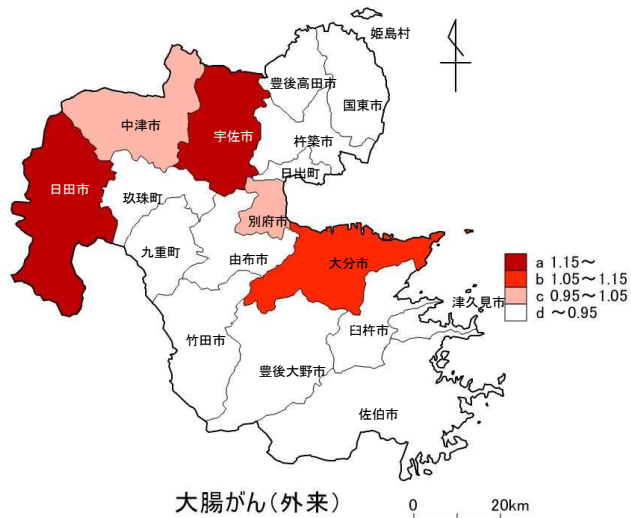 姫島村
豊後高田市
国東市
中津市
宇佐市
杵築市
日出町
日田市
玖珠町
別府市
九重町
由布市
大分市
a 1.15～
b 1.05～1.15
c 0.95～1.05
d ～0.95
津久見市
竹田市
臼杵市
豊後大野市
佐伯市
大腸がん(外来)
0 20km